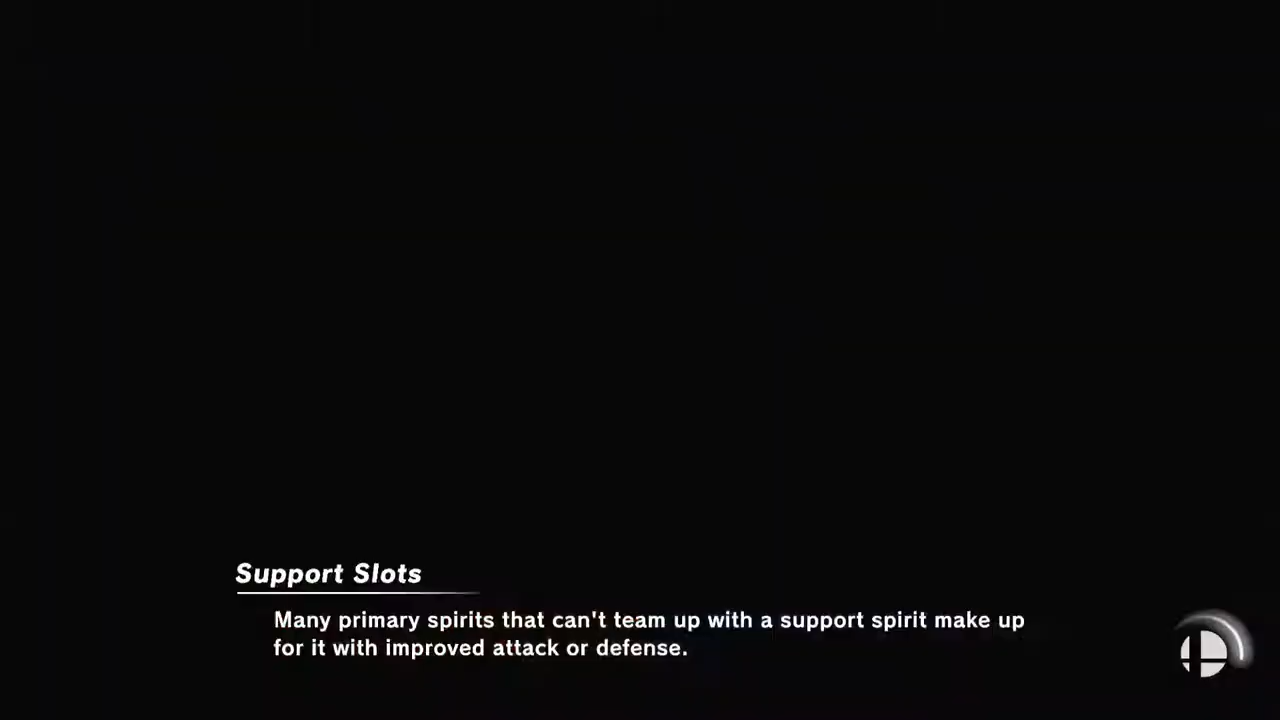 Support Slots
Many primary spirits that can't team up with a support spirit make up
for it with improved attack or defense.